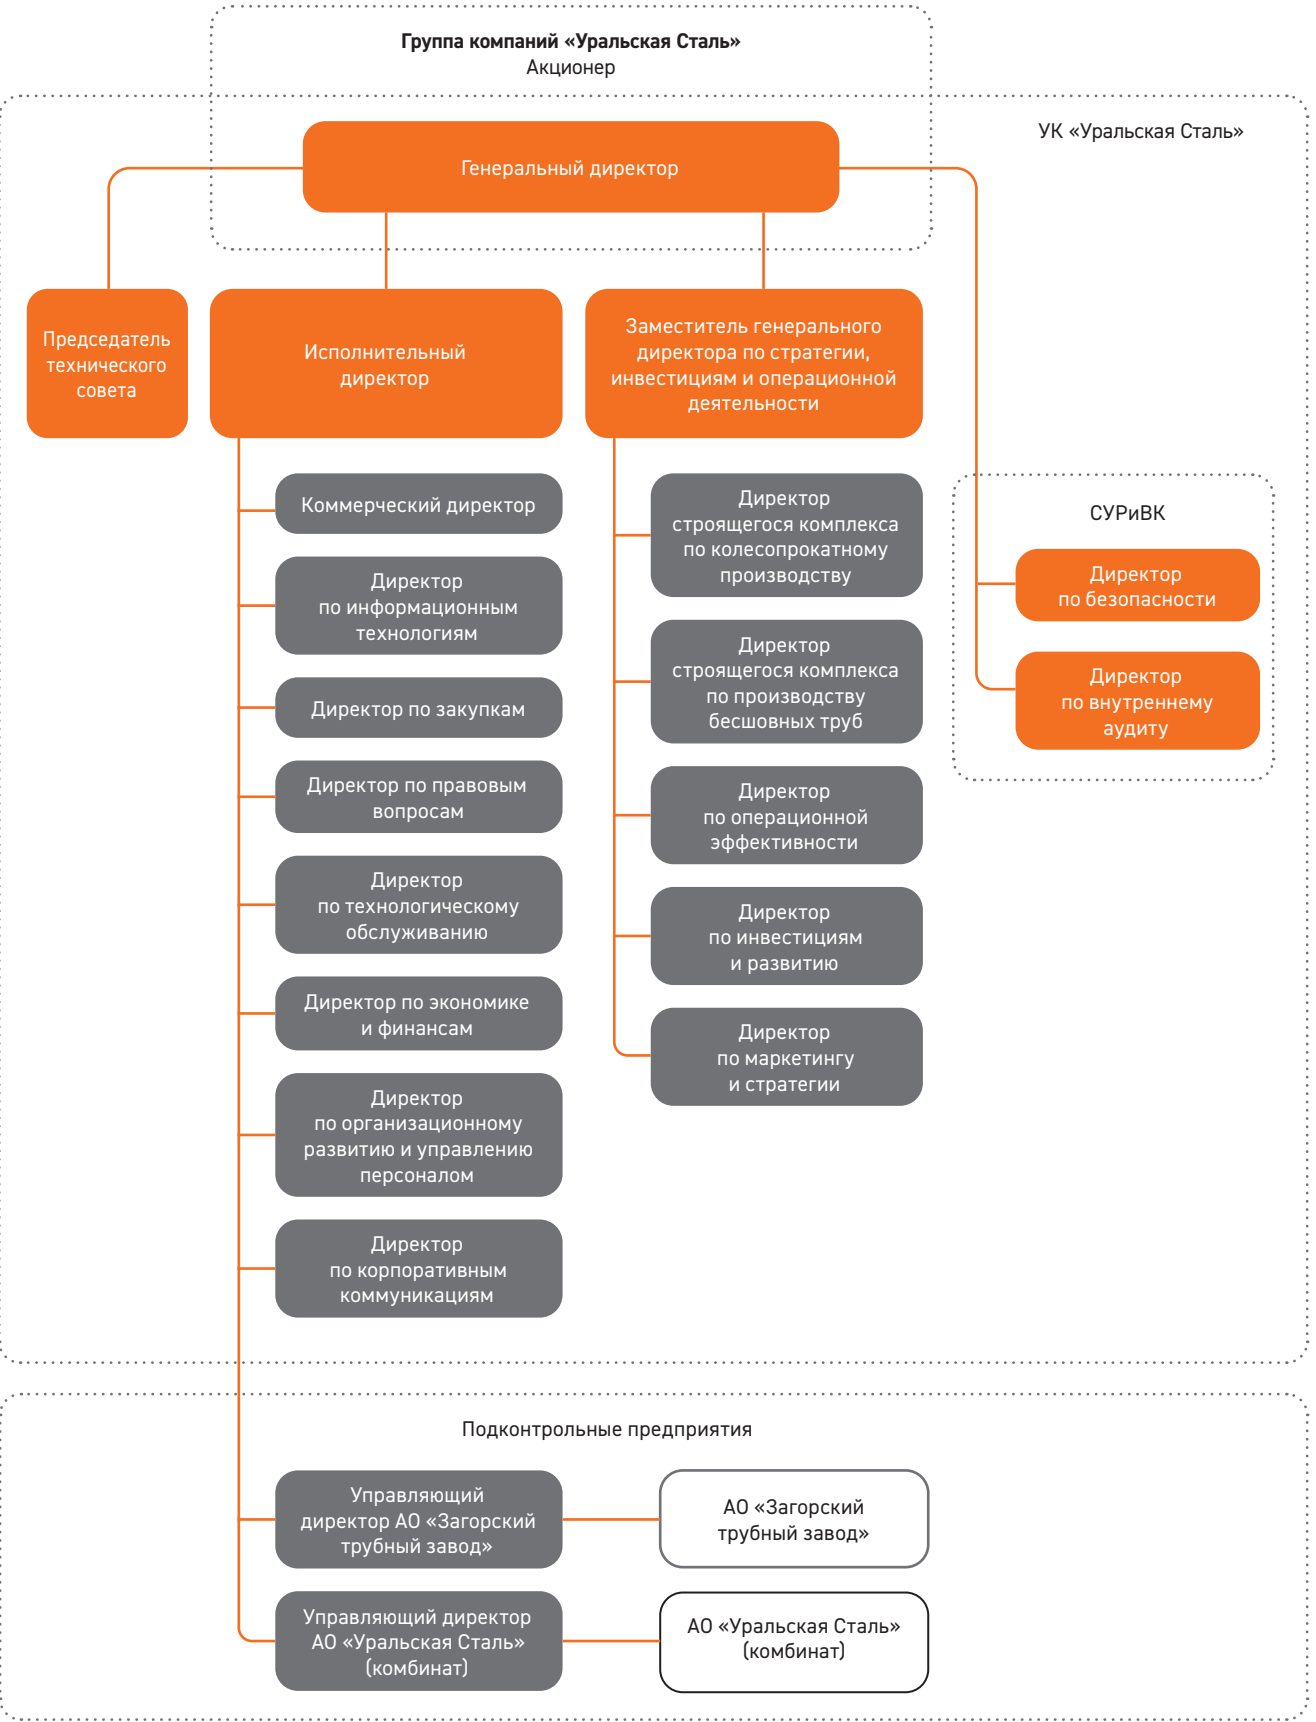 Группа компаний «Уральская Сталь»
Акционер
УК «Уральская Сталь»
Генеральный директор
Председатель
технического
совета
Исполнительный
директор
Заместитель генерального
директора по стратегии,
инвестициям и операционной
деятельности
Коммерческий директор
Директор
по информационным
технологиям
Директор по закупкам
Директор по правовым
вопросам
Директор
по технологическому
обслуживанию
Директор по экономике
и финансам
Директор
по организационному
развитию и управлению
персоналом
Директор
по корпоративным
коммуникациям
Директор
строящегося комплекса
по колесопрокатному
производству
Директор
строящегося комплекса
по производству
бесшовных труб
Директор
по операционной
эффективности
Директор
по инвестициям
и развитию
Директор
по маркетингу
и стратегии
СУРиВК
Директор
по безопасности
Директор
по внутреннему
аудиту
Подконтрольные предприятия
Управляющий
директор АО «Загорский
трубный завод»
АО «Загорский
трубный завод»
Управляющий директор
АО «Уральская Сталь»
(комбинат)
АО «Уральская Сталь»
(комбинат)